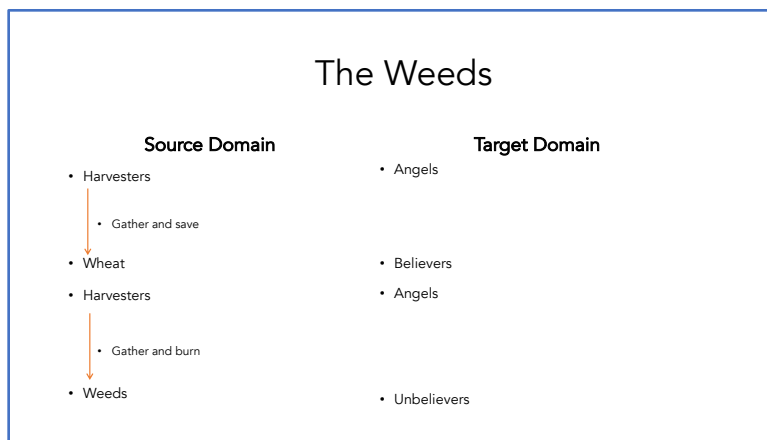 The Weeds
Source Domain
• Harvesters
• Gather and save
• Wheat
• Harvesters
• Gather and burn
• Weeds
Target Domain
• Angels
• Believers
• Angels
• Unbelievers